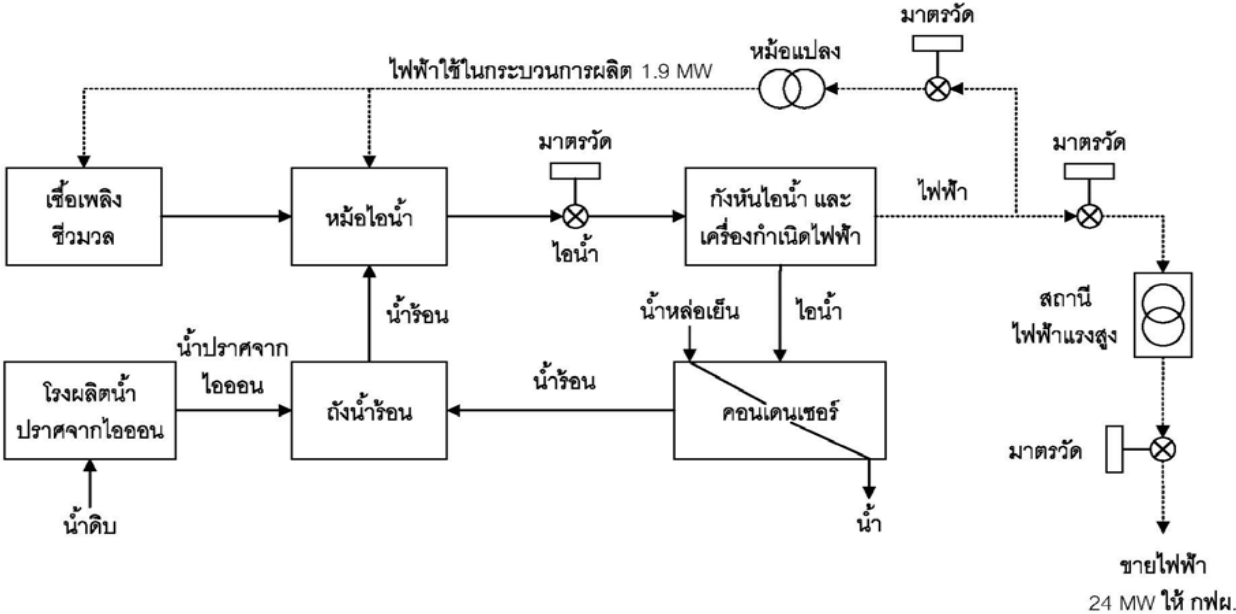 มาตรวัด
หม้อแปลง
ไฟฟ้าใช้ในกระบวนการผลิต 1.9 MW
มาตรวัด
มาตรวัด
เชื้อเพลิง
ชีวมวล
หม้อไอน้ำ
กังหันไอน้ำ และ
เครื่องกำเนิดไฟฟ้า
ไฟฟ้า
ไอน้ำ
น้ำร้อน
น้ำหล่อเย็น
ไอน้ำ
สถานี
ไฟฟ้าแรงสูง
น้ำปราศจาก
ไอออน
น้ำร้อน
โรงผลิตน้ำ
ปราศจากไอออน
ถังน้ำร้อน
คอนเดนเซอร์
มาตรวัด
น้ำดิบ
น้ำ
ขายไฟฟ้า
24 MW ให้ กฟผ.